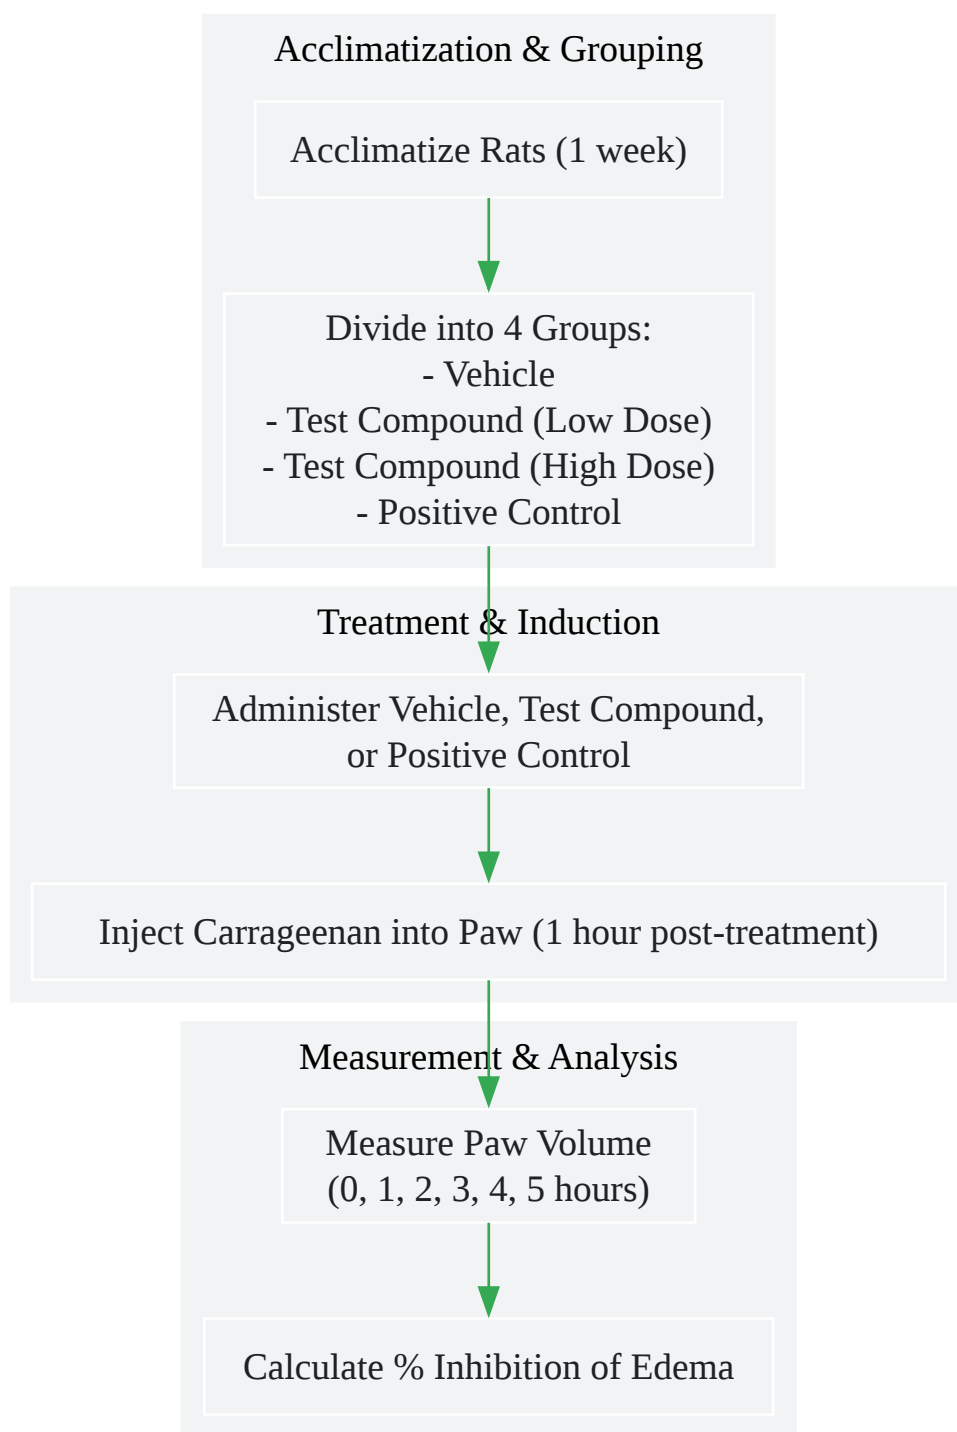 Acclimatization & Grouping
Acclimatize Rats (1 week)
Divide into 4 Groups:
- Vehicle
- Test Compound (Low Dose)
- Test Compound (High Dose)
- Positive Control
Treatment & Induction
Administer Vehicle, Test Compound,
or Positive Control
Inject Carrageenan into Paw (1 hour post-treatment)
Measurement & Analysis
Measure Paw Volume
(0, 1, 2, 3, 4, 5 hours)
Calculate % Inhibition of Edema